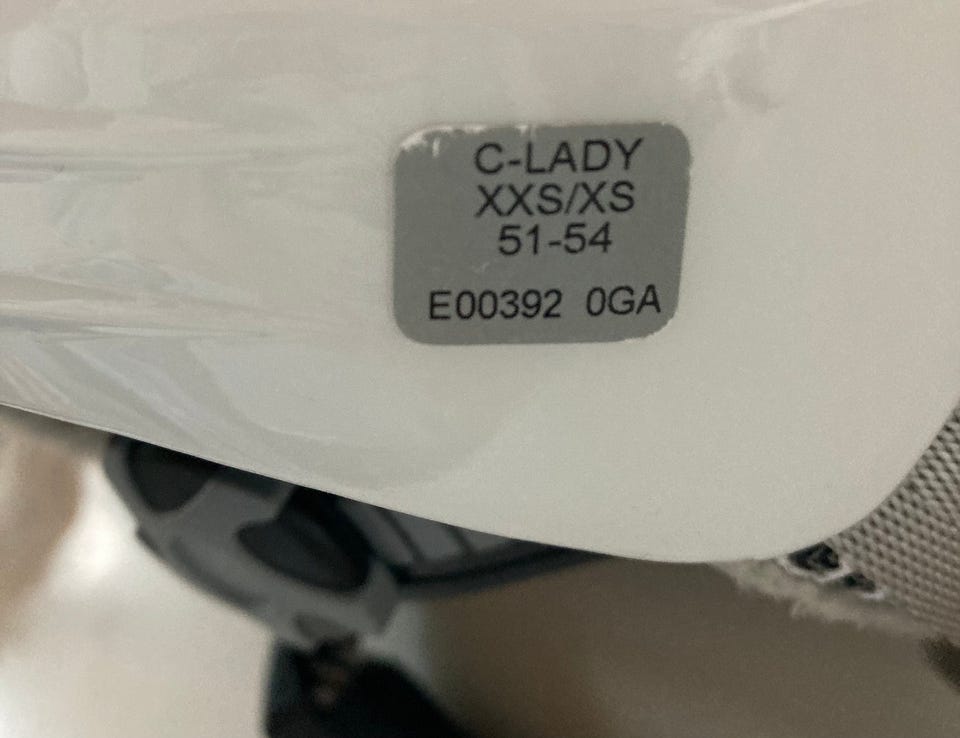 C-LADY
XXS/XS
51-54
E00392 0GA